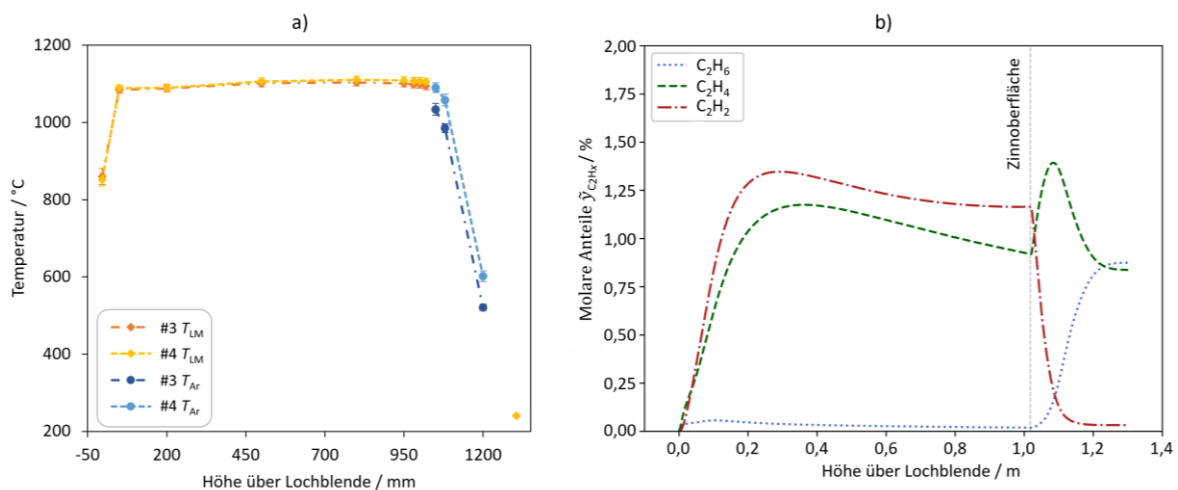 a)
1200
1000
800
600
400
200
0
-50
200
450
700
950
1200
Temperatur / °C
Höhe über Lochblende / mm
#3 T_LM
#4 T_LM
#3 T_Ar
#4 T_Ar
b)
2,00
1,75
1,50
1,25
1,00
0,75
0,50
0,25
0,00
0,0
0,2
0,4
0,6
0,8
1,0
1,2
1,4
Molare Anteile ỹ_C₂Hₓ / %
Höhe über Lochblende / m
C₂H₆
C₂H₄
C₂H₂
Zinnoberfläche